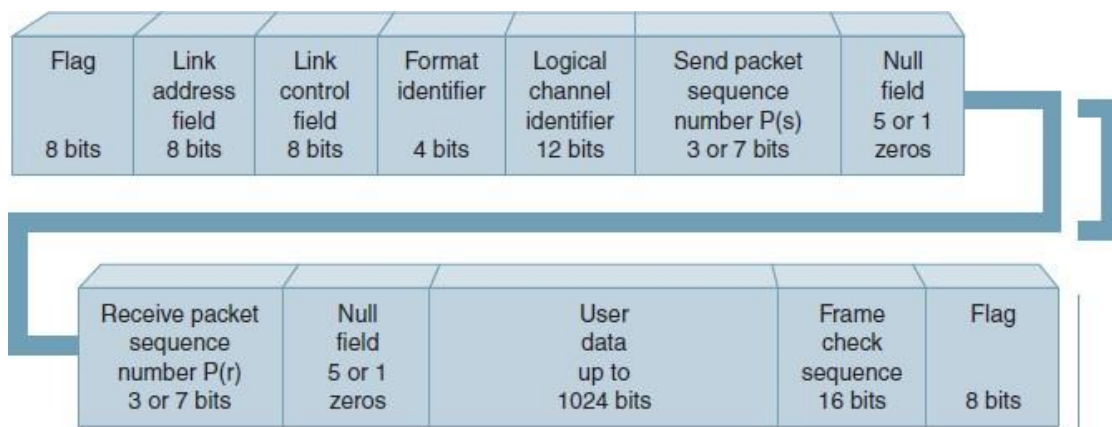 Flag
8 bits
Link
address
field
8 bits
Link
control
field
8 bits
Format
identifier
4 bits
Logical
channel
identifier
12 bits
Send packet
sequence
number P(s)
3 or 7 bits
Null
field
5 or 1
zeros
Receive packet
sequence
number P(r)
3 or 7 bits
Null
field
5 or 1
zeros
User
data
up to
1024 bits
Frame
check
sequence
16 bits
Flag
8 bits